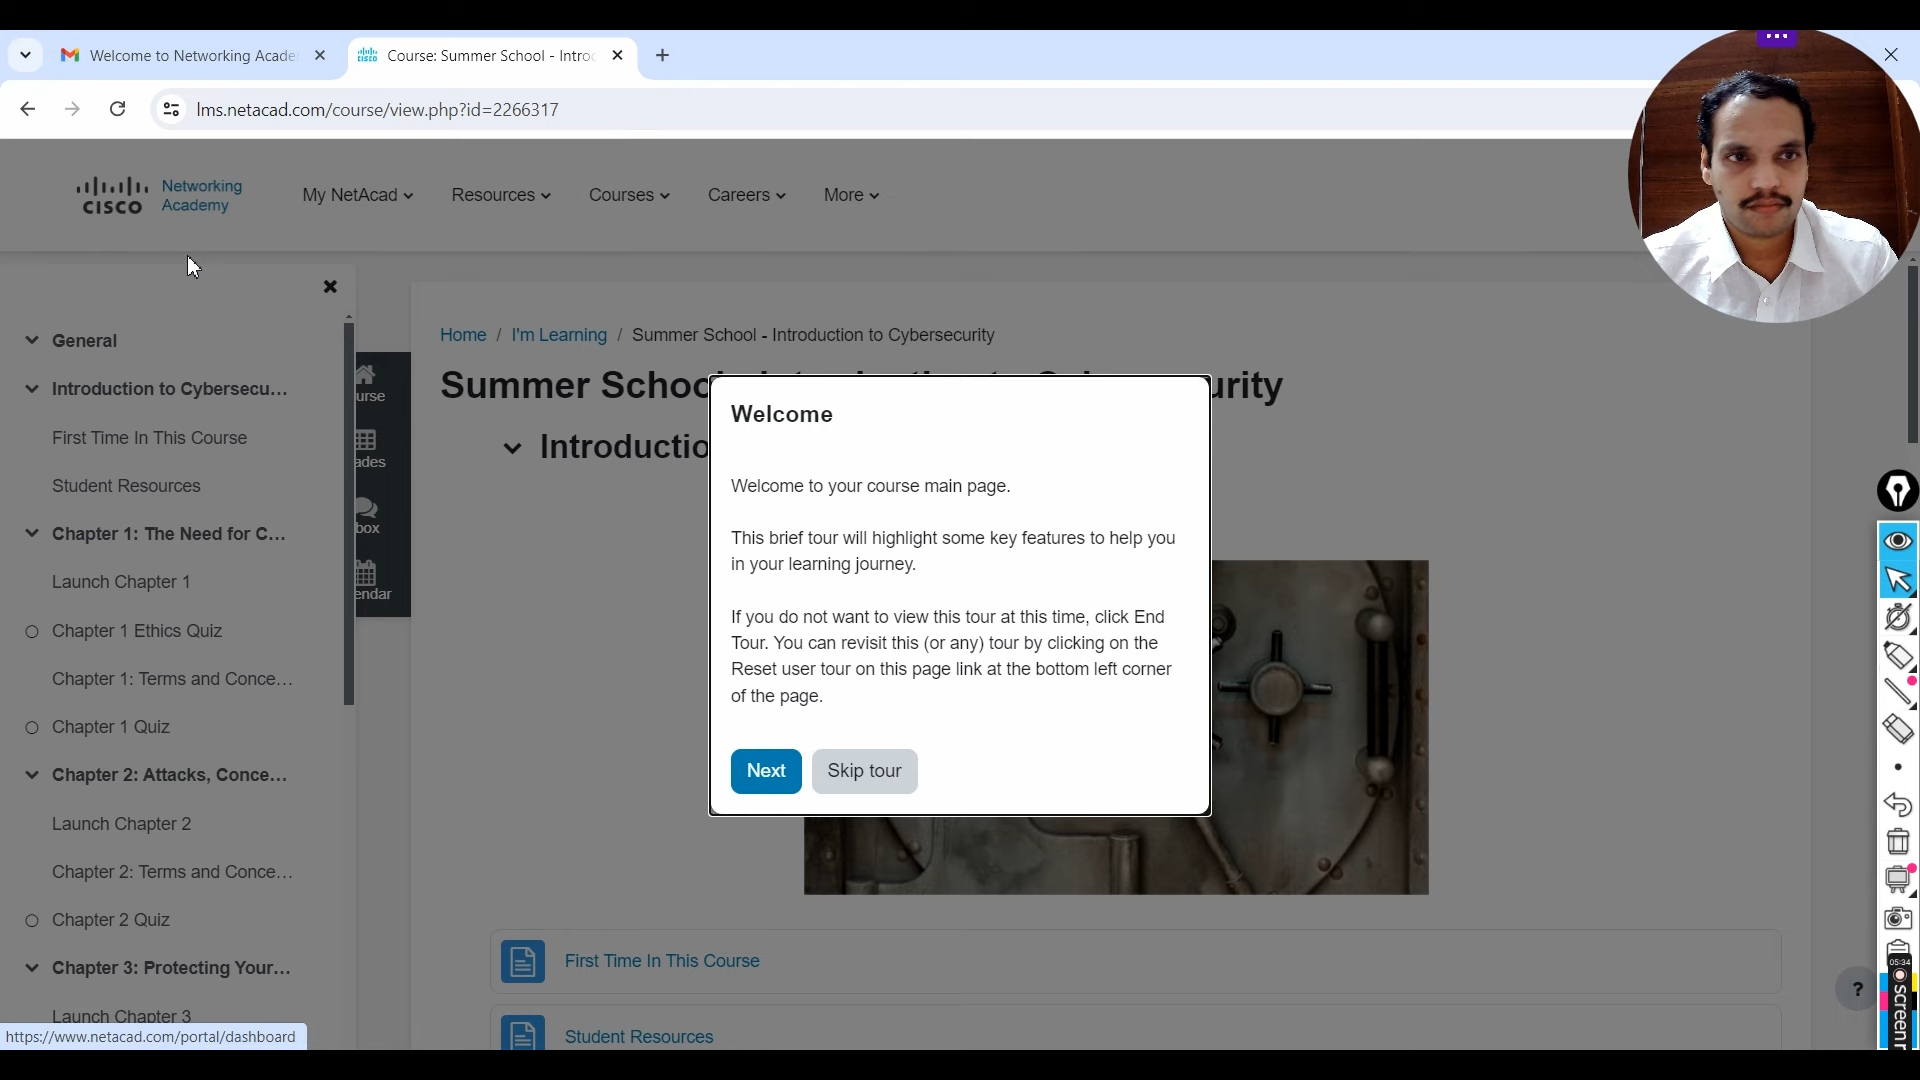 Welcome to Networking Acade
Course: Summer School - Intro
lms.netacad.com/course/view.php?id=2266317
cisco
Networking
Academy
My NetAcad
Resources
Courses
Careers
More
General
Introduction to Cybersecu...
First Time In This Course
Student Resources
Chapter 1: The Need for C...
Launch Chapter 1
Chapter 1 Ethics Quiz
Chapter 1: Terms and Conce...
Chapter 1 Quiz
Chapter 2: Attacks, Conce...
Launch Chapter 2
Chapter 2: Terms and Conce...
Chapter 2 Quiz
Chapter 3: Protecting Your...
Launch Chapter 3
https://www.netacad.com/portal/dashboard
urse
ades
box
endar
Home / I'm Learning / Summer School - Introduction to Cybersecurity
Summer Schoo urity
Introductio
Welcome
Welcome to your course main page.
This brief tour will highlight some key features to help you
in your learning journey.
If you do not want to view this tour at this time, click End
Tour. You can revisit this (or any) tour by clicking on the
Reset user tour on this page link at the bottom left corner
of the page.
Next
Skip tour
First Time In This Course
Student Resources
?
05:34
screenr